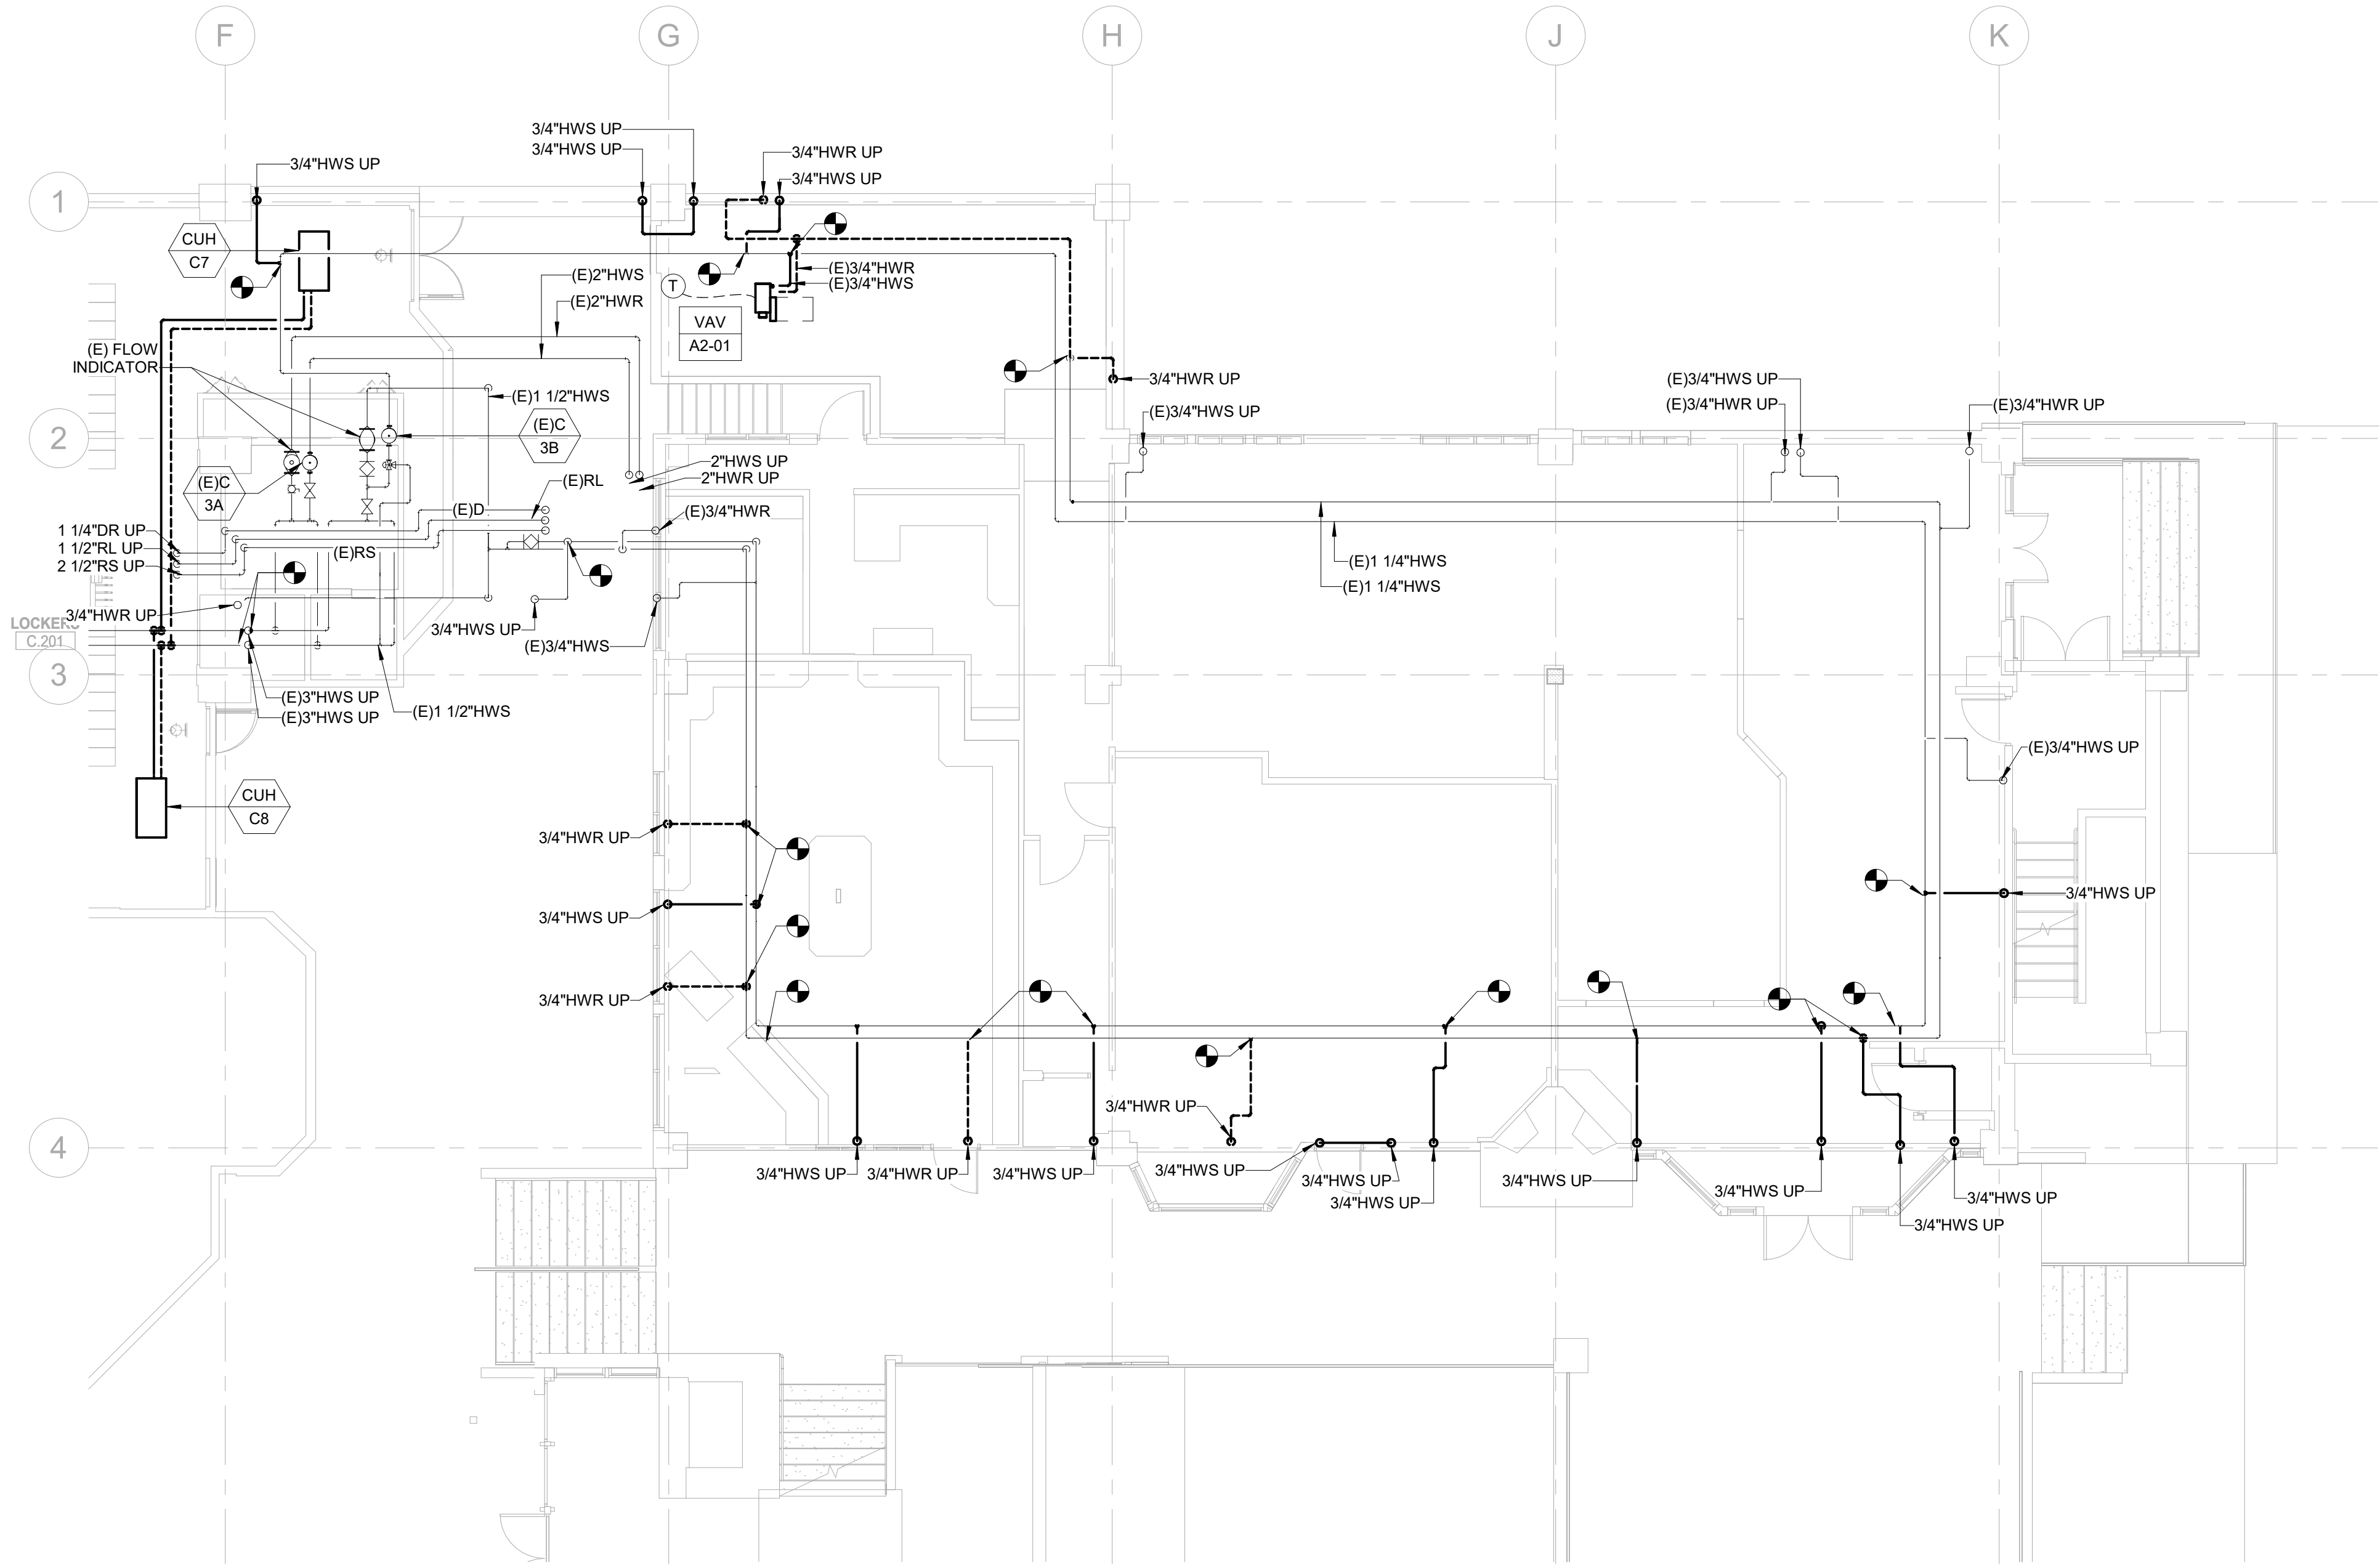 F
G
H
J
K
3/4"HWS UP
3/4"HWS UP
3/4"HWR UP
3/4"HWS UP
3/4"HWS UP
1
CUH
C7
(E)3/4"HWR
(E)2"HWS
(E)3/4"HWS
T
(E)2"HWR
VAV
A2-01
(E) FLOW
INDICATOR
3/4"HWR UP
(E)3/4"HWS UP
(E)1 1/2"HWS
(E)3/4"HWR UP
(E)3/4"HWR UP
(E)3/4"HWS UP
(E)C
3B
2
2"HWS UP
2"HWR UP
(E)RL
(E)C
3A
(E)D
(E)3/4"HWR
1 1/4"DR UP
1 1/2"RL UP
(E)RS
2 1/2"RS UP
(E)1 1/4"HWS
(E)1 1/4"HWS
3/4"HWR UP
LOCKERS
C.201
3/4"HWS UP
(E)3/4"HWS
3
(E)3"HWS UP
(E)3"HWS UP
(E)1 1/2"HWS
(E)3/4"HWS UP
CUH
C8
3/4"HWR UP
3/4"HWS UP
3/4"HWS UP
3/4"HWR UP
3/4"HWR UP
4
3/4"HWS UP
3/4"HWR UP
3/4"HWS UP
3/4"HWS UP
3/4"HWS UP
3/4"HWS UP
3/4"HWS UP
3/4"HWS UP
3/4"HWS UP
3/4"HWS UP